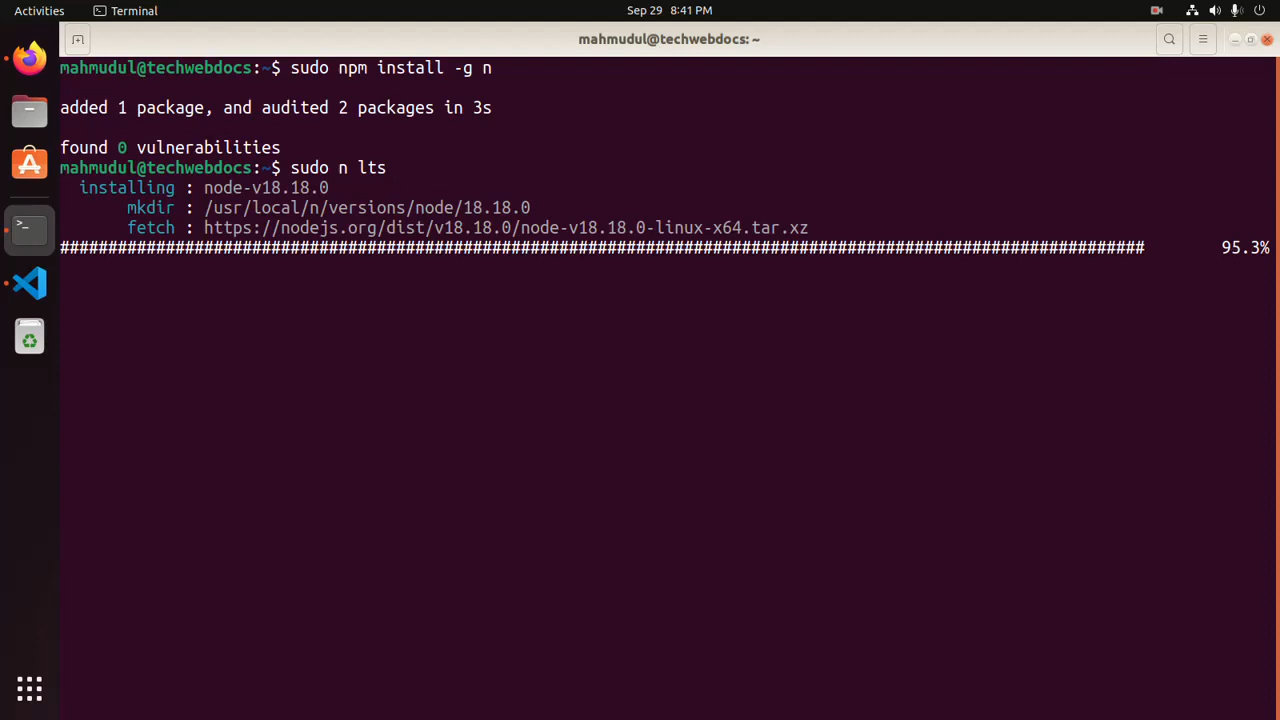 Activities Terminal Sep 29 8:41 PM
mahmudul@techwebdocs: ~
mahmudul@techwebdocs:~$ sudo npm install -g n
added 1 package, and audited 2 packages in 3s
found 0 vulnerabilities
mahmudul@techwebdocs:~$ sudo n lts
installing : node-v18.18.0
mkdir : /usr/local/n/versions/node/18.18.0
fetch : https://nodejs.org/dist/v18.18.0/node-v18.18.0-linux-x64.tar.xz
################################################################################################################# 95.3%